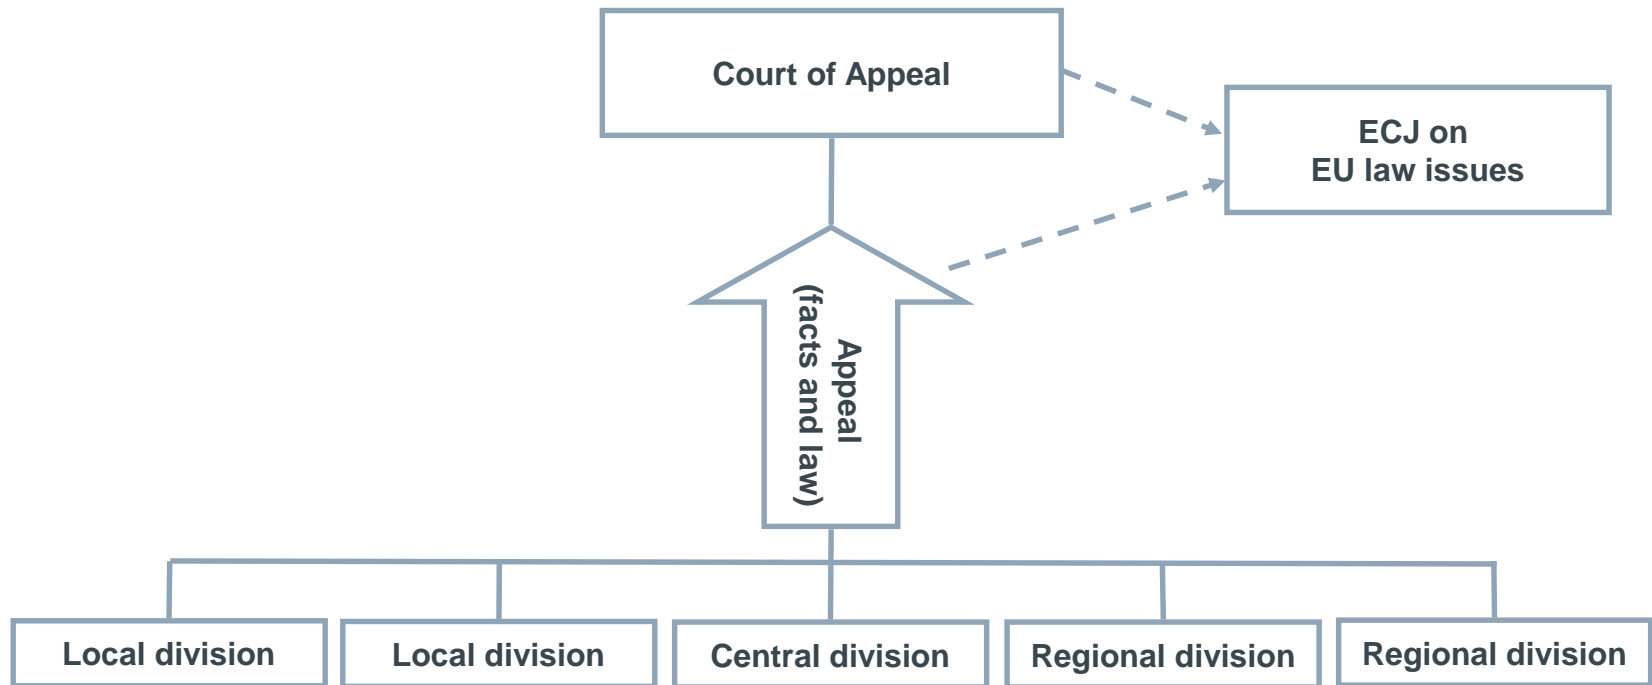 Court of Appeal
ECJ on
EU law issues
Appeal
(facts and law)
Local division
Local division
Central division
Regional division
Regional division